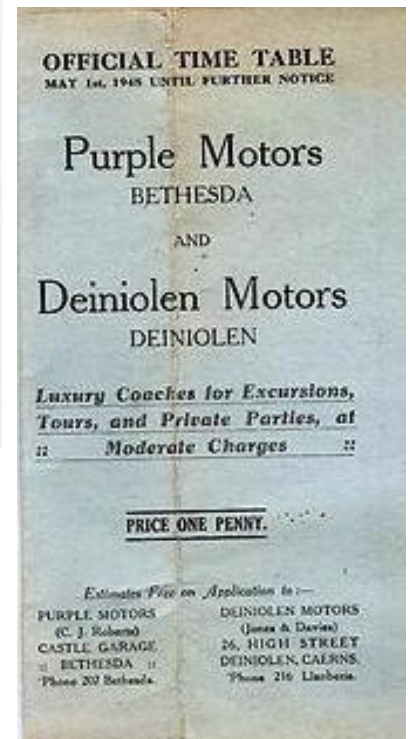 OFFICIAL TIME TABLE
MAY 1st, 1948 UNTIL FURTHER NOTICE
Purple Motors
BETHESDA
AND
Deiniolen Motors
DEINIOLEN
Luxury Coaches for Excursions,
Tours, and Private Parties, at
:: Moderate Charges ::
PRICE ONE PENNY.
Estimates Free on Application to :—
PURPLE MOTORS
(C. J. Roberts)
CASTLE GARAGE
:: BETHESDA ::
'Phone 207 Bethesda.
DEINIOLEN MOTORS
(Jones & Davies)
26, HIGH STREET
DEINIOLEN, CAERNS.
'Phone 216 Llanberis.